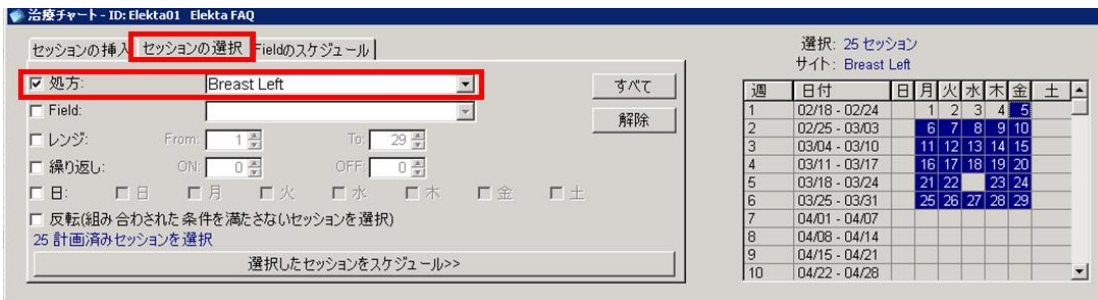 治療チャート - ID: Elekta01 Elekta FAQ
セッションの挿入 セッションの選択 Fieldのスケジュール
処方: Breast Left すべて
Field: 解除
レンジ: From: 1 To: 29
繰り返し: ON: 0 OFF: 0
日: 日 月 火 水 木 金 土
反転(組み合わされた条件を満たさないセッションを選択)
25 計画済みセッションを選択
選択したセッションをスケジュール>>
選択: 25 セッション
サイト: Breast Left
週 日付 日 月 火 水 木 金 土
1 02/18 - 02/24 1 2 3 4 5
2 02/25 - 03/03 6 7 8 9 10
3 03/04 - 03/10 11 12 13 14 15
4 03/11 - 03/17 16 17 18 19 20
5 03/18 - 03/24 21 22 23 24
6 03/25 - 03/31 25 26 27 28 29
7 04/01 - 04/07
8 04/08 - 04/14
9 04/15 - 04/21
10 04/22 - 04/28